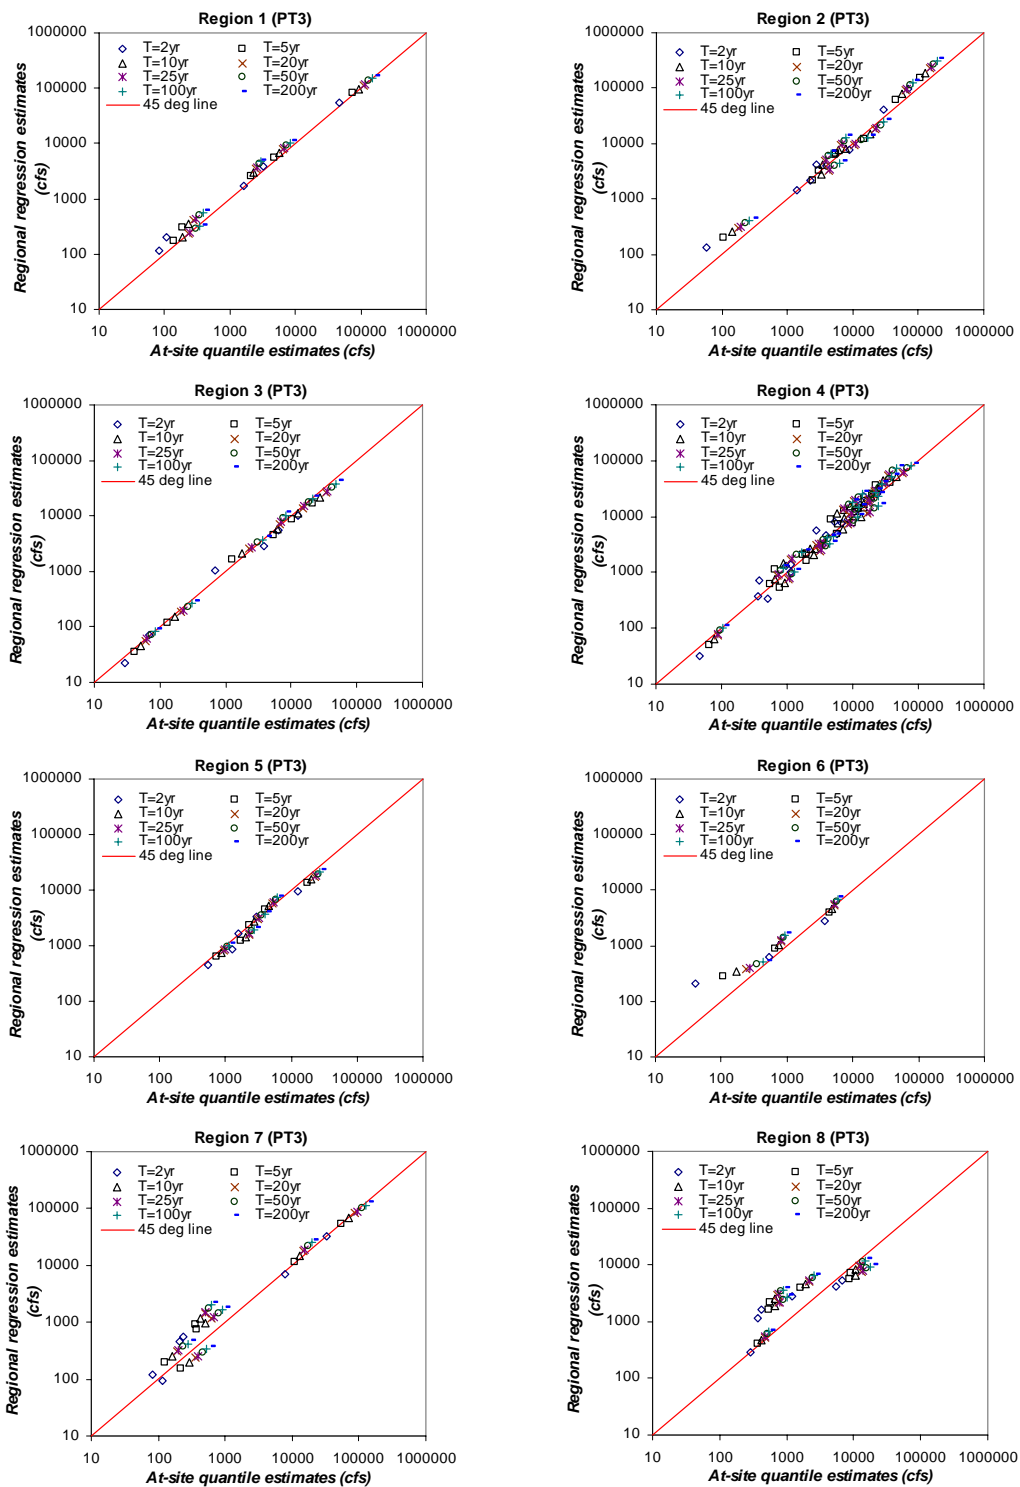 Region 1 (PT3)
1000000
100000
10000
1000
100
10
10 100 1000 10000 100000 1000000
Regional regression estimates
(cfs)
At-site quantile estimates (cfs)
T=2yr T=5yr
T=10yr T=20yr
T=25yr T=50yr
T=100yr T=200yr
45 deg line
Region 2 (PT3)
1000000
100000
10000
1000
100
10
10 100 1000 10000 100000 1000000
Regional regression estimates
(cfs)
At-site quantile estimates (cfs)
T=2yr T=5yr
T=10yr T=20yr
T=25yr T=50yr
T=100yr T=200yr
45 deg line
Region 3 (PT3)
1000000
100000
10000
1000
100
10
10 100 1000 10000 100000 1000000
Regional regression estimates
(cfs)
At-site quantile estimates (cfs)
T=2yr T=5yr
T=10yr T=20yr
T=25yr T=50yr
T=100yr T=200yr
45 deg line
Region 4 (PT3)
1000000
100000
10000
1000
100
10
10 100 1000 10000 100000 1000000
Regional regression estimates
(cfs)
At-site quantile estimates (cfs)
T=2yr T=5yr
T=10yr T=20yr
T=25yr T=50yr
T=100yr T=200yr
45 deg line
Region 5 (PT3)
1000000
100000
10000
1000
100
10
10 100 1000 10000 100000 1000000
Regional regression estimates
(cfs)
At-site quantile estimates (cfs)
T=2yr T=5yr
T=10yr T=20yr
T=25yr T=50yr
T=100yr T=200yr
45 deg line
Region 6 (PT3)
1000000
100000
10000
1000
100
10
10 100 1000 10000 100000 1000000
Regional regression estimates
(cfs)
At-site quantile estimates (cfs)
T=2yr T=5yr
T=10yr T=20yr
T=25yr T=50yr
T=100yr T=200yr
45 deg line
Region 7 (PT3)
1000000
100000
10000
1000
100
10
10 100 1000 10000 100000 1000000
Regional regression estimates
(cfs)
At-site quantile estimates (cfs)
T=2yr T=5yr
T=10yr T=20yr
T=25yr T=50yr
T=100yr T=200yr
45 deg line
Region 8 (PT3)
1000000
100000
10000
1000
100
10
10 100 1000 10000 100000 1000000
Regional regression estimates
(cfs)
At-site quantile estimates (cfs)
T=2yr T=5yr
T=10yr T=20yr
T=25yr T=50yr
T=100yr T=200yr
45 deg line